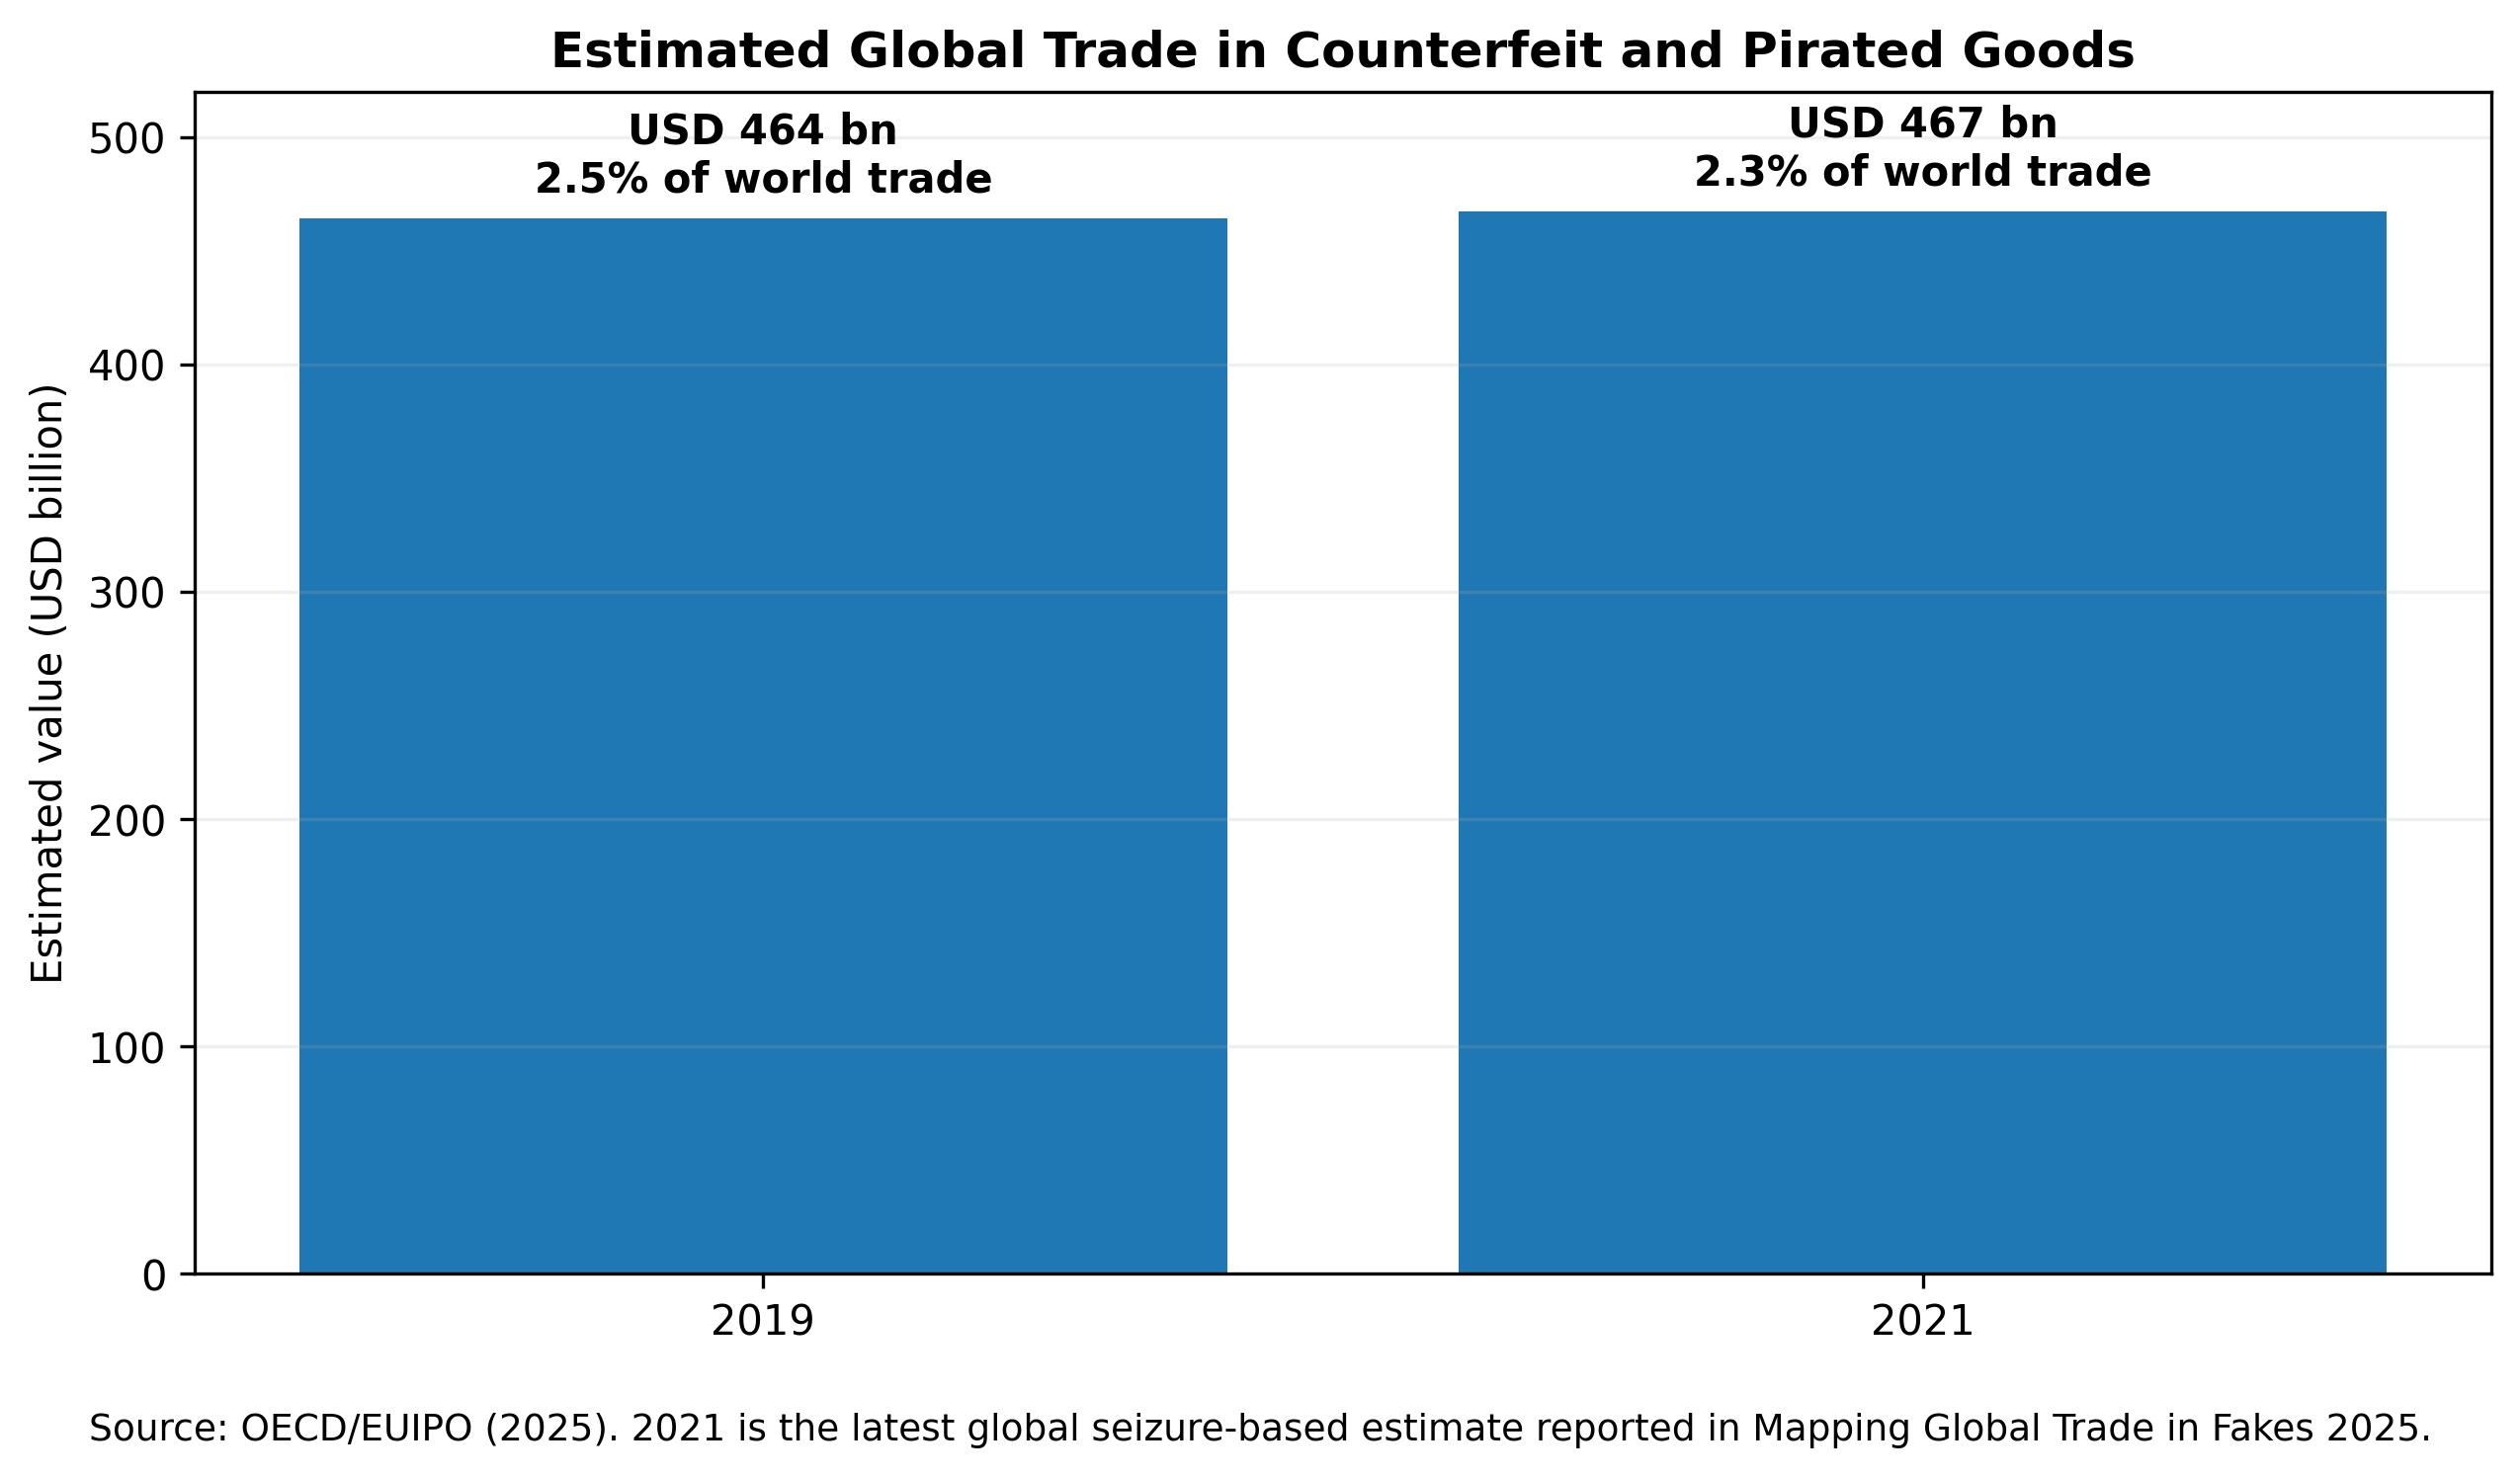 Estimated Global Trade in Counterfeit and Pirated Goods
USD 464 bn
2.5% of world trade
USD 467 bn
2.3% of world trade
Estimated value (USD billion)
500
400
300
200
100
0
2019
2021
Source: OECD/EUIPO (2025). 2021 is the latest global seizure-based estimate reported in Mapping Global Trade in Fakes 2025.